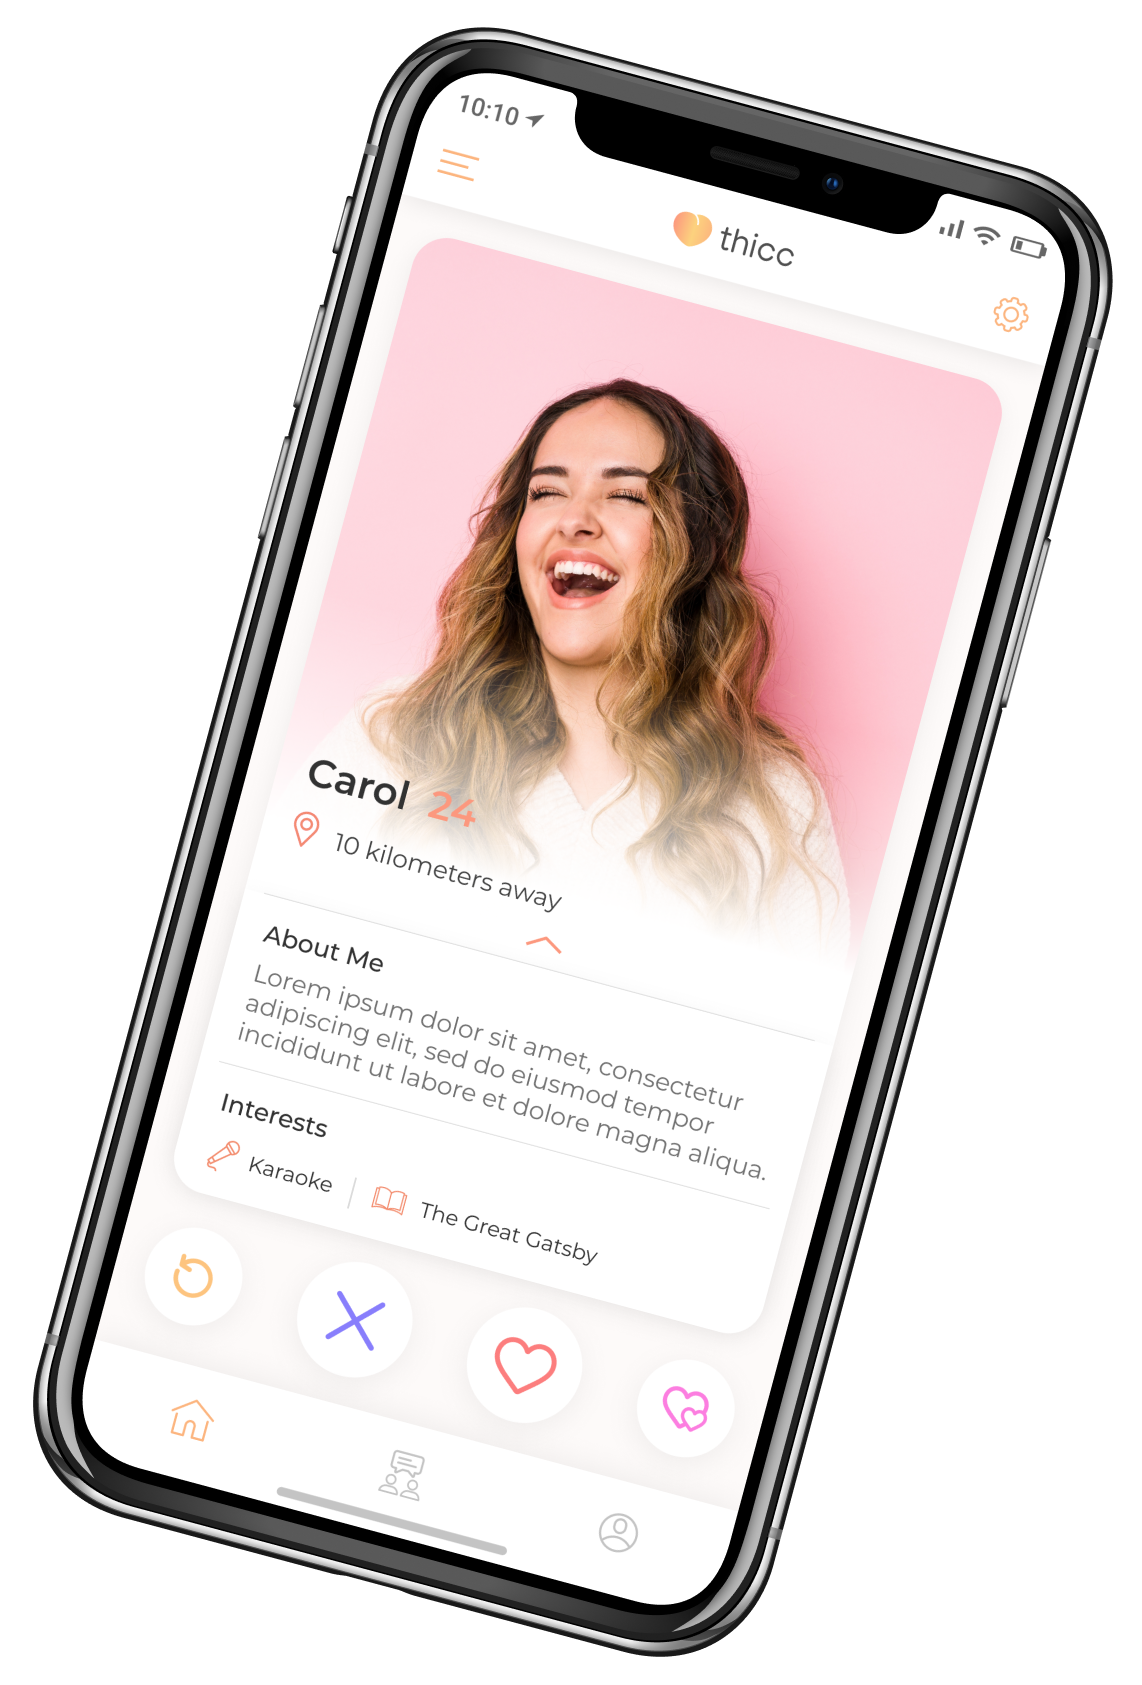 10:10
thicc
Carol 24
10 kilometers away
About Me
Lorem ipsum dolor sit amet, consectetur
adipiscing elit, sed do eiusmod tempor
incididunt ut labore et dolore magna aliqua.
Interests
Karaoke | The Great Gatsby